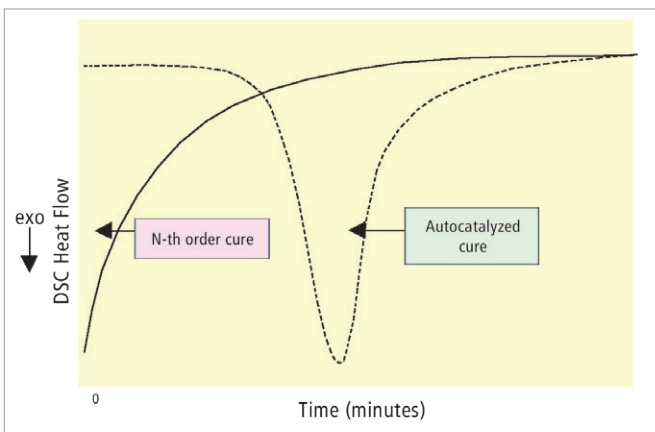 exo
DSC Heat Flow
N-th order cure
Autocatalyzed
cure
0
Time (minutes)